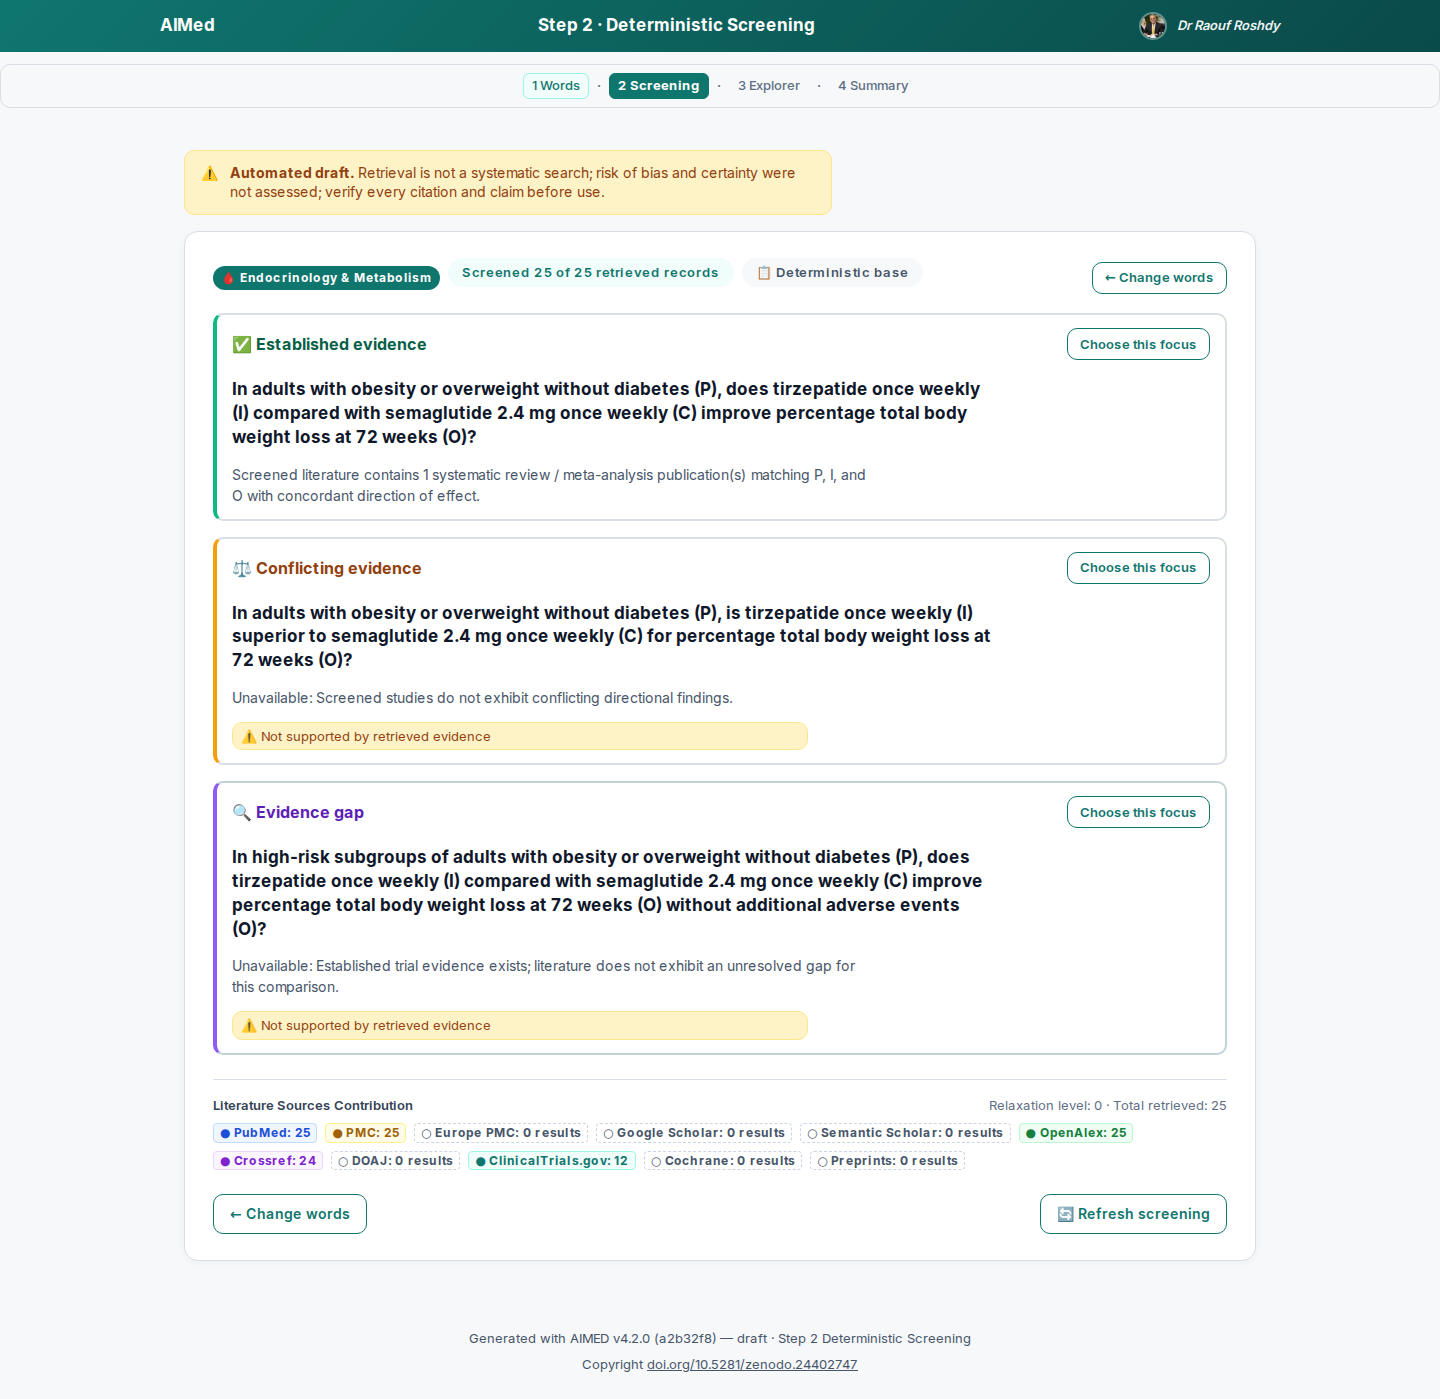 AIMed
Step 2 · Deterministic Screening
Dr Raouf Roshdy
1 Words · 2 Screening · 3 Explorer · 4 Summary
⚠️ Automated draft. Retrieval is not a systematic search; risk of bias and certainty were
not assessed; verify every citation and claim before use.
🩸 Endocrinology & Metabolism
Screened 25 of 25 retrieved records
📋 Deterministic base
← Change words
✅ Established evidence
Choose this focus
In adults with obesity or overweight without diabetes (P), does tirzepatide once weekly
(I) compared with semaglutide 2.4 mg once weekly (C) improve percentage total body
weight loss at 72 weeks (O)?
Screened literature contains 1 systematic review / meta-analysis publication(s) matching P, I, and
O with concordant direction of effect.
⚖️ Conflicting evidence
Choose this focus
In adults with obesity or overweight without diabetes (P), is tirzepatide once weekly (I)
superior to semaglutide 2.4 mg once weekly (C) for percentage total body weight loss at
72 weeks (O)?
Unavailable: Screened studies do not exhibit conflicting directional findings.
⚠️ Not supported by retrieved evidence
🔍 Evidence gap
Choose this focus
In high-risk subgroups of adults with obesity or overweight without diabetes (P), does
tirzepatide once weekly (I) compared with semaglutide 2.4 mg once weekly (C) improve
percentage total body weight loss at 72 weeks (O) without additional adverse events
(O)?
Unavailable: Established trial evidence exists; literature does not exhibit an unresolved gap for
this comparison.
⚠️ Not supported by retrieved evidence
Literature Sources Contribution
Relaxation level: 0 · Total retrieved: 25
● PubMed: 25 ● PMC: 25 ○ Europe PMC: 0 results ○ Google Scholar: 0 results ○ Semantic Scholar: 0 results ● OpenAlex: 25
● Crossref: 24 ○ DOAJ: 0 results ● ClinicalTrials.gov: 12 ○ Cochrane: 0 results ○ Preprints: 0 results
← Change words
🔄 Refresh screening
Generated with AIMED v4.2.0 (a2b32f8) — draft · Step 2 Deterministic Screening
Copyright doi.org/10.5281/zenodo.24402747